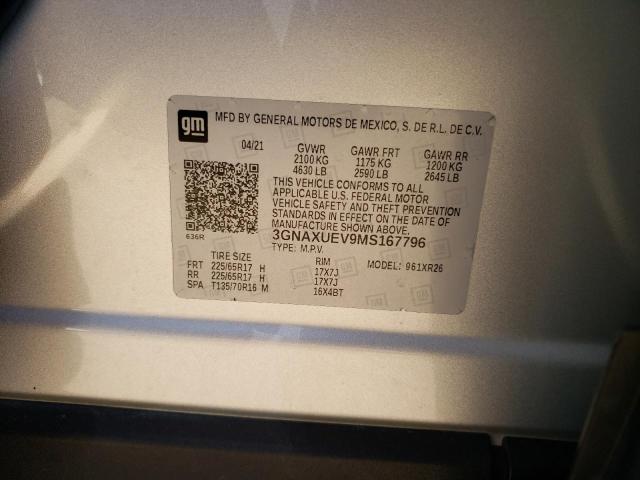 gm
MFD BY GENERAL MOTORS DE MEXICO, S. DE R.L. DE C.V.
04/21 GVWR GAWR FRT GAWR RR
2100 KG 1175 KG 1200 KG
4630 LB 2590 LB 2645 LB
THIS VEHICLE CONFORMS TO ALL
APPLICABLE U.S. FEDERAL MOTOR
VEHICLE SAFETY AND THEFT PREVENTION
STANDARDS IN EFFECT ON THE DATE OF
MANUFACTURE SHOWN ABOVE.
636R
3GNAXUEV9MS167796
TYPE: M.P.V. MODEL: 961XR26
TIRE SIZE RIM
FRT 225/65R17 H 17X7J
RR 225/65R17 H 17X7J
SPA T135/70R16 M 16X4BT